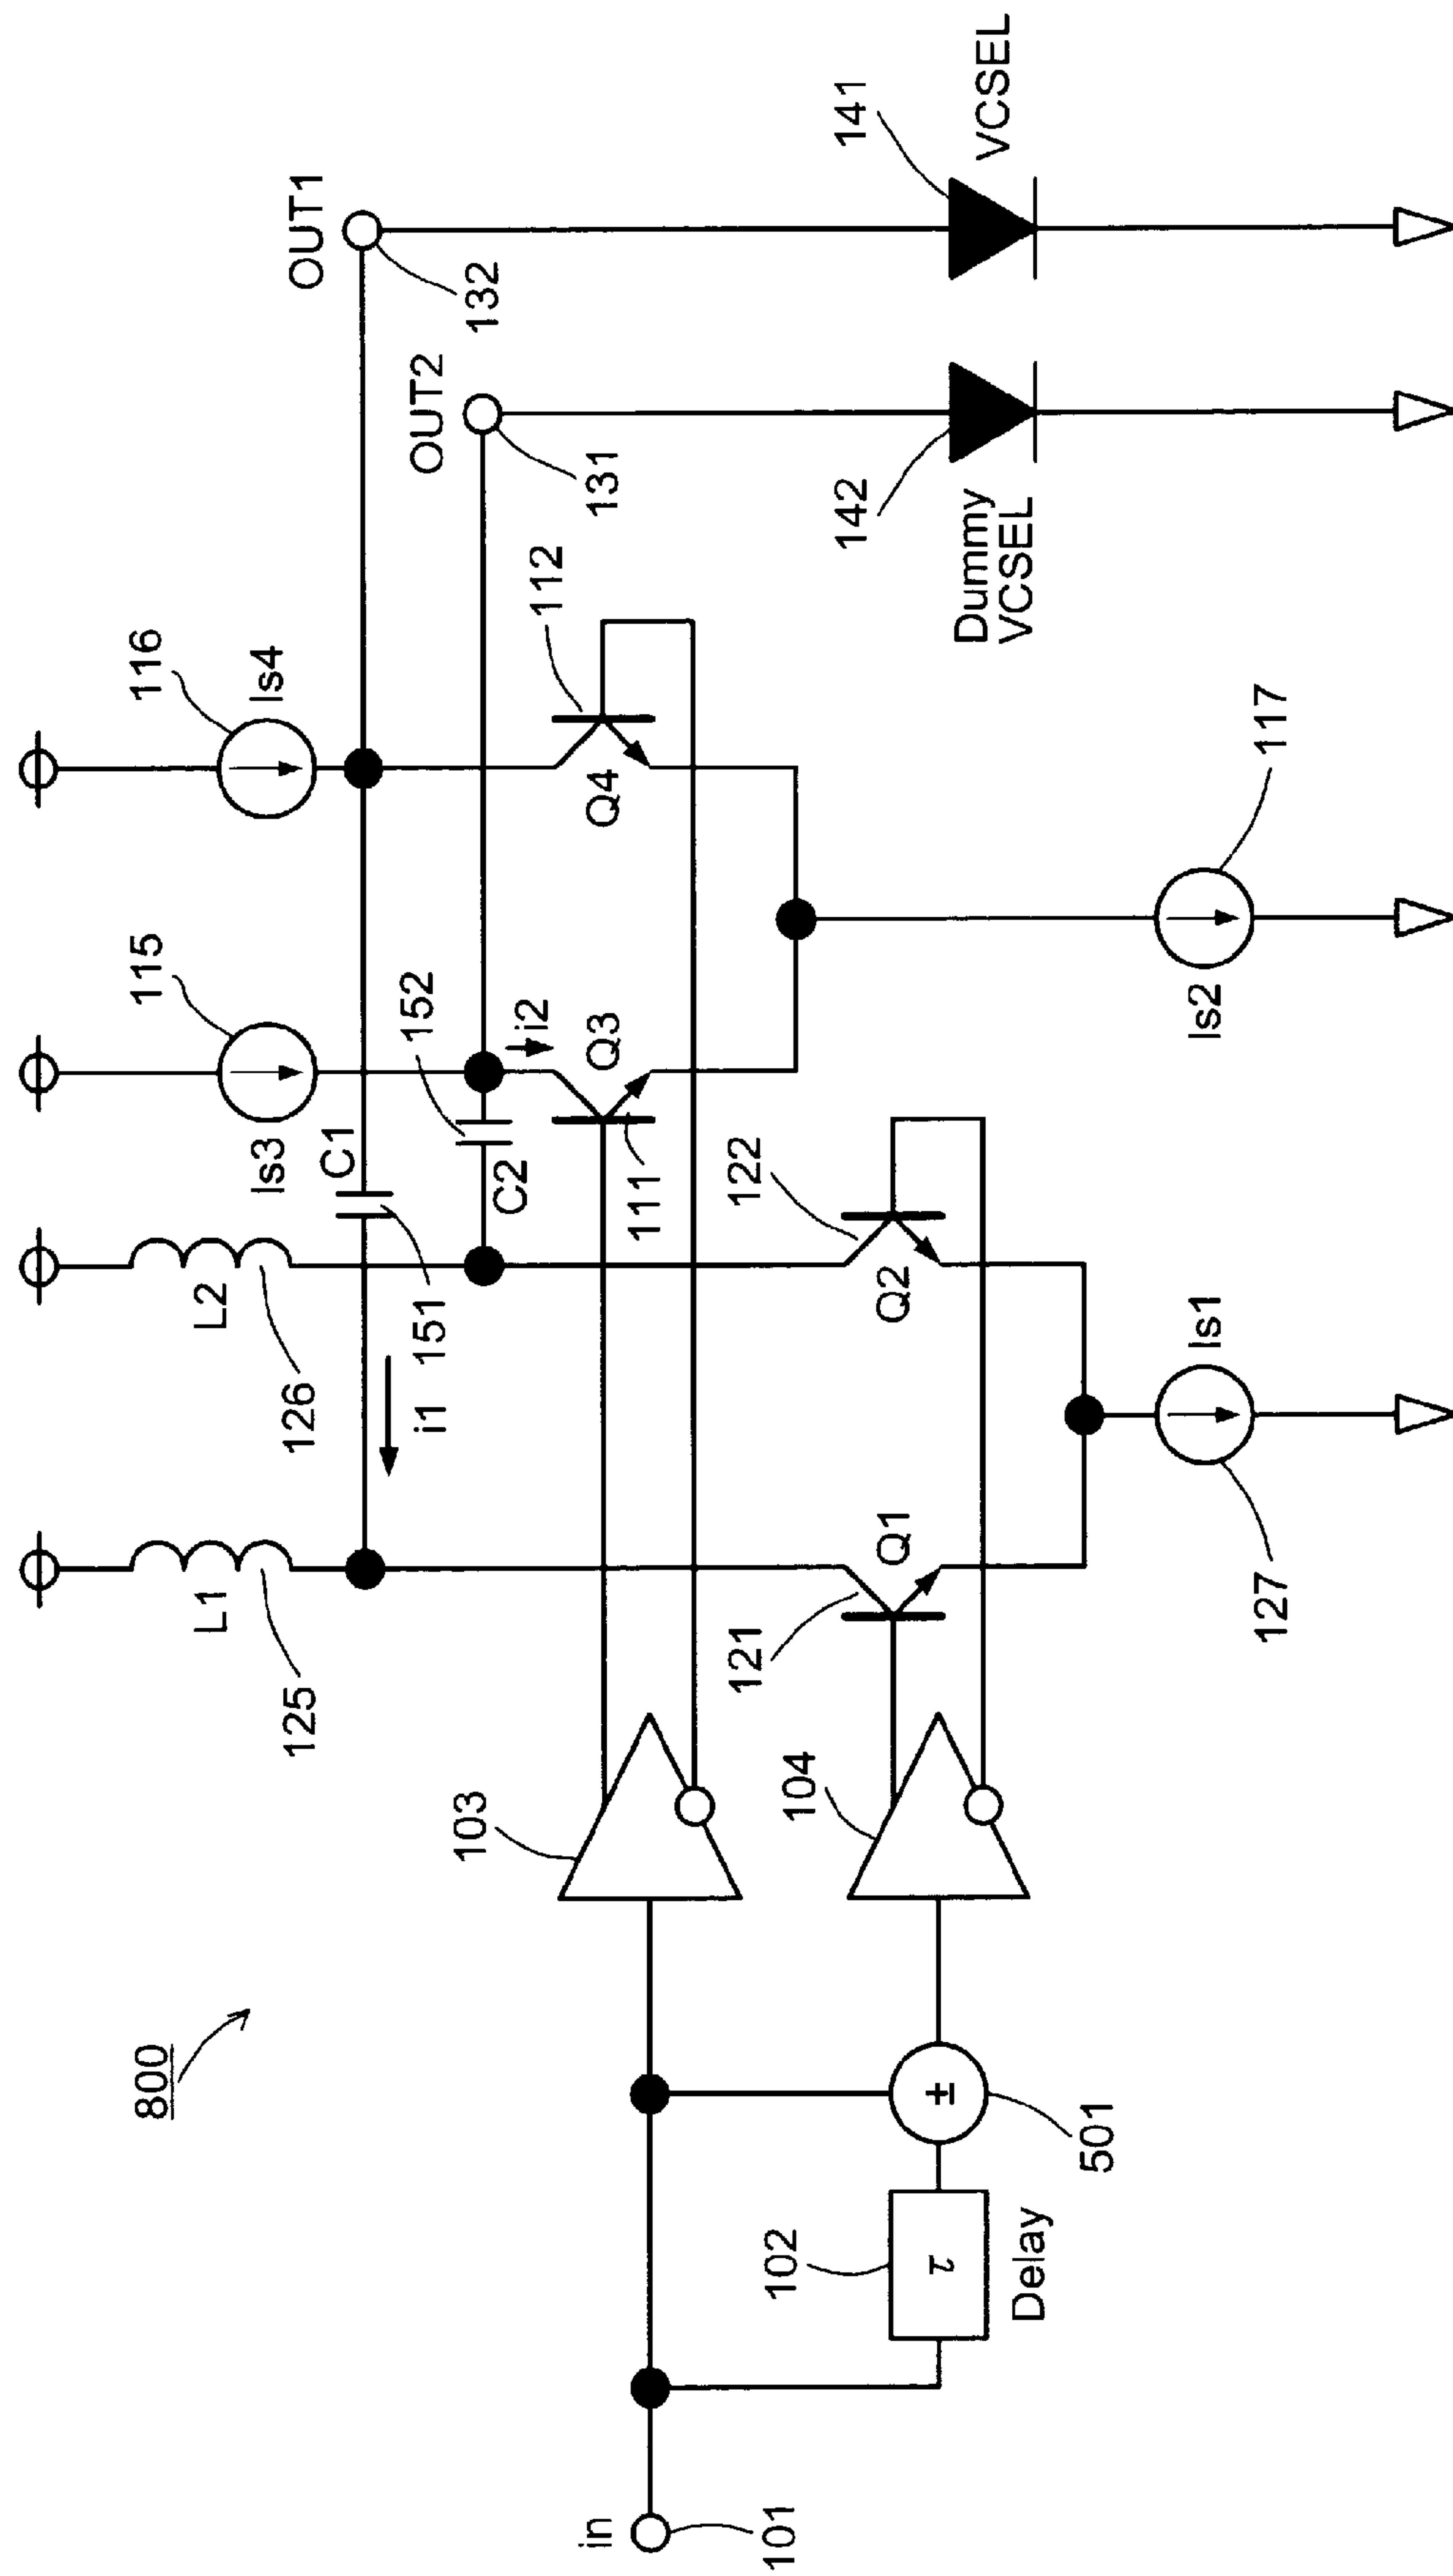 800
in
101
102
τ
Delay
±
501
103
104
L1
125
L2
126
i1
C1
151
C2
152
i2
Is3
115
Is4
116
Q3
111
Q4
112
Q1
121
Q2
122
Is1
127
Is2
117
OUT1
132
OUT2
131
142
Dummy
VCSEL
141
VCSEL